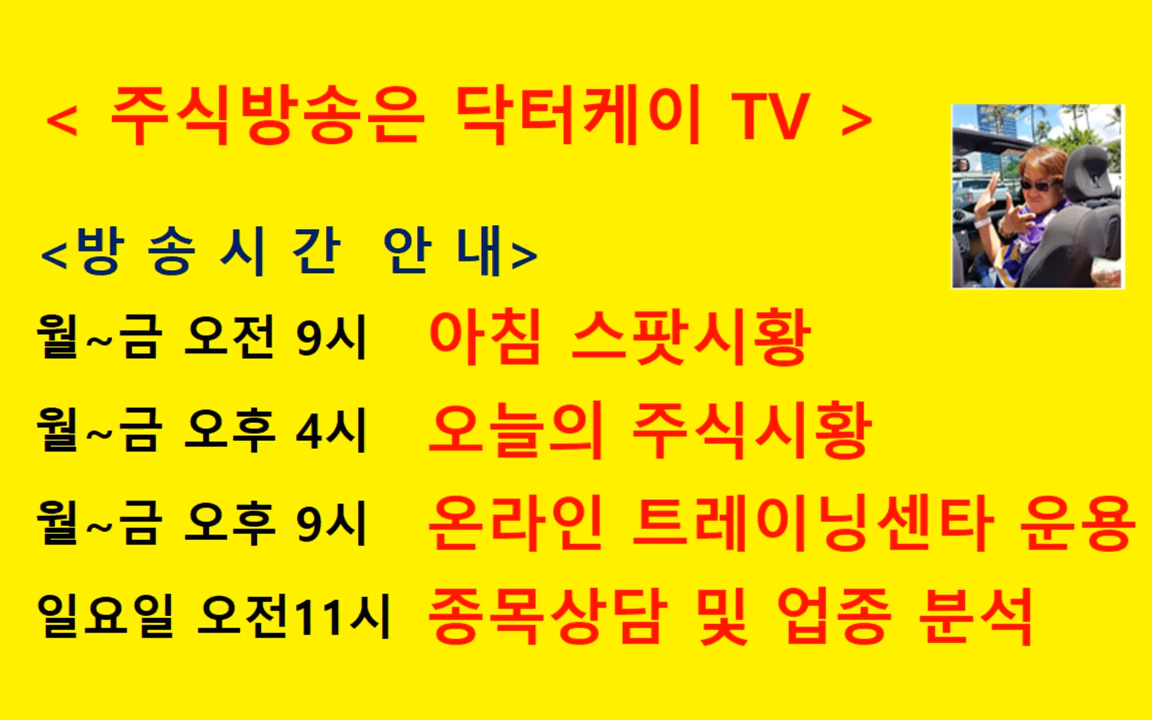 < 주식방송은 닥터케이 TV >
<방 송 시 간 안 내>
월~금 오전 9시 아침 스팟시황
월~금 오후 4시 오늘의 주식시황
월~금 오후 9시 온라인 트레이닝센타 운용
일요일 오전11시 종목상담 및 업종 분석